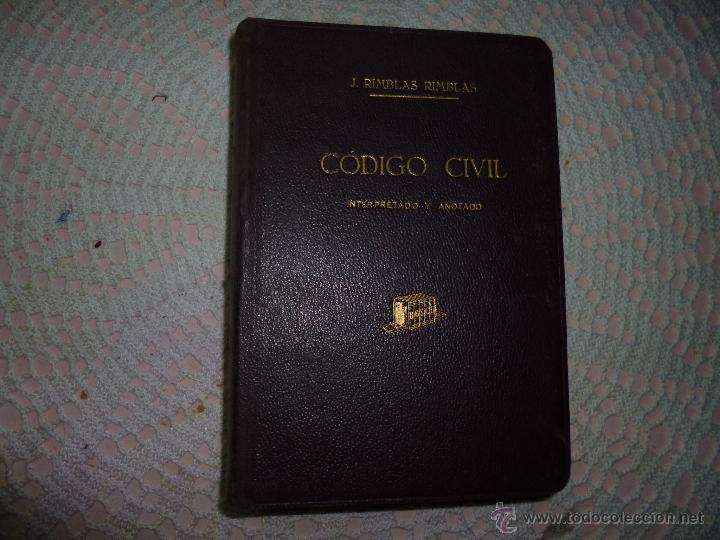 J. RIMBLAS RIMBLAS
CÓDIGO CIVIL
INTERPRETADO Y ANOTADO
www.todocoleccion.net